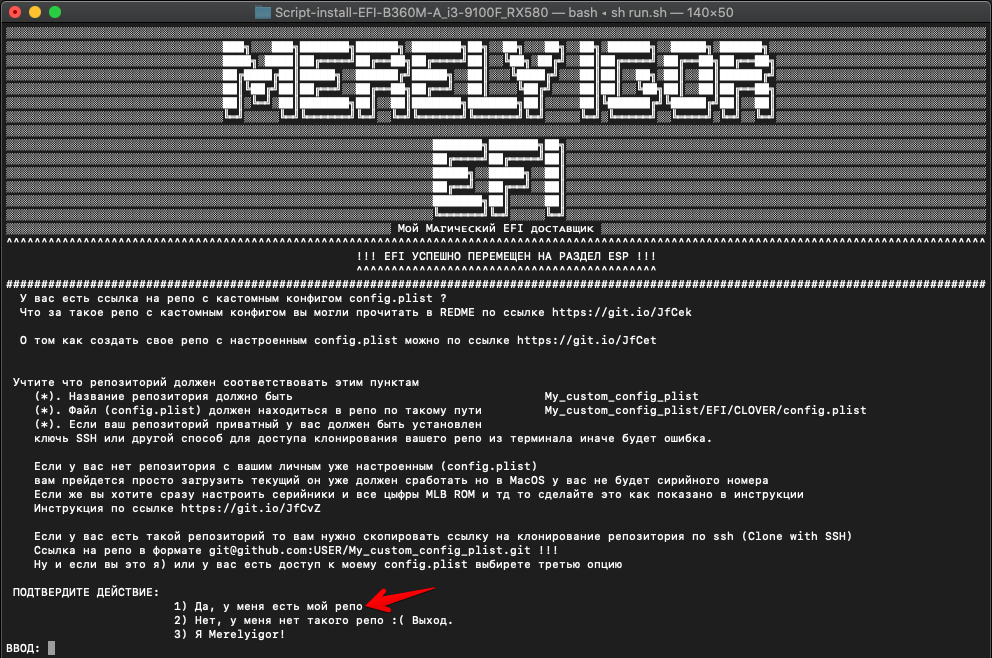 Script-install-EFI-B360M-A_i3-9100F_RX580 — bash ◂ sh run.sh — 140×50
MERELYIGOR
EFI
Мой Магический EFI доставщик
!!! EFI УСПЕШНО ПЕРЕМЕЩЕН НА РАЗДЕЛ ESP !!!
У вас есть ссылка на репо с кастомным конфигом config.plist ?
Что за такое репо с кастомным конфигом вы могли прочитать в REDME по ссылке https://git.io/JfCek
О том как создать свое репо с настроенным config.plist можно по ссылке https://git.io/JfCet
Учтите что репозиторий должен соответствовать этим пунктам
(*). Название репозитория должно быть My_custom_config_plist
(*). Файл (config.plist) должен находиться в репо по такому пути My_custom_config_plist/EFI/CLOVER/config.plist
(*). Если ваш репозиторий приватный у вас должен быть установлен
ключь SSH или другой способ для доступа клонирования вашего репо из терминала иначе будет ошибка.
Если у вас нет репозитория с вашим личным уже настроенным (config.plist)
вам прейдется просто загрузить текущий он уже должен сработать но в MacOS у вас не будет сирийного номера
Если же вы хотите сразу настроить серийники и все цыфры MLB ROM и тд то сделайте это как показано в инструкции
Инструкция по ссылке https://git.io/JfCvZ
Если у вас есть такой репозиторий то вам нужно скопировать ссылку на клонирование репозитория по ssh (Clone with SSH)
Ссылка на репо в формате git@github.com:USER/My_custom_config_plist.git !!!
Ну и если вы это я) или у вас есть доступ к моему config.plist выбирете третью опцию
ПОДТВЕРДИТЕ ДЕЙСТВИЕ:
1) Да, у меня есть мой репо
2) Нет, у меня нет такого репо :( Выход.
3) Я Merelyigor!
ВВОД: